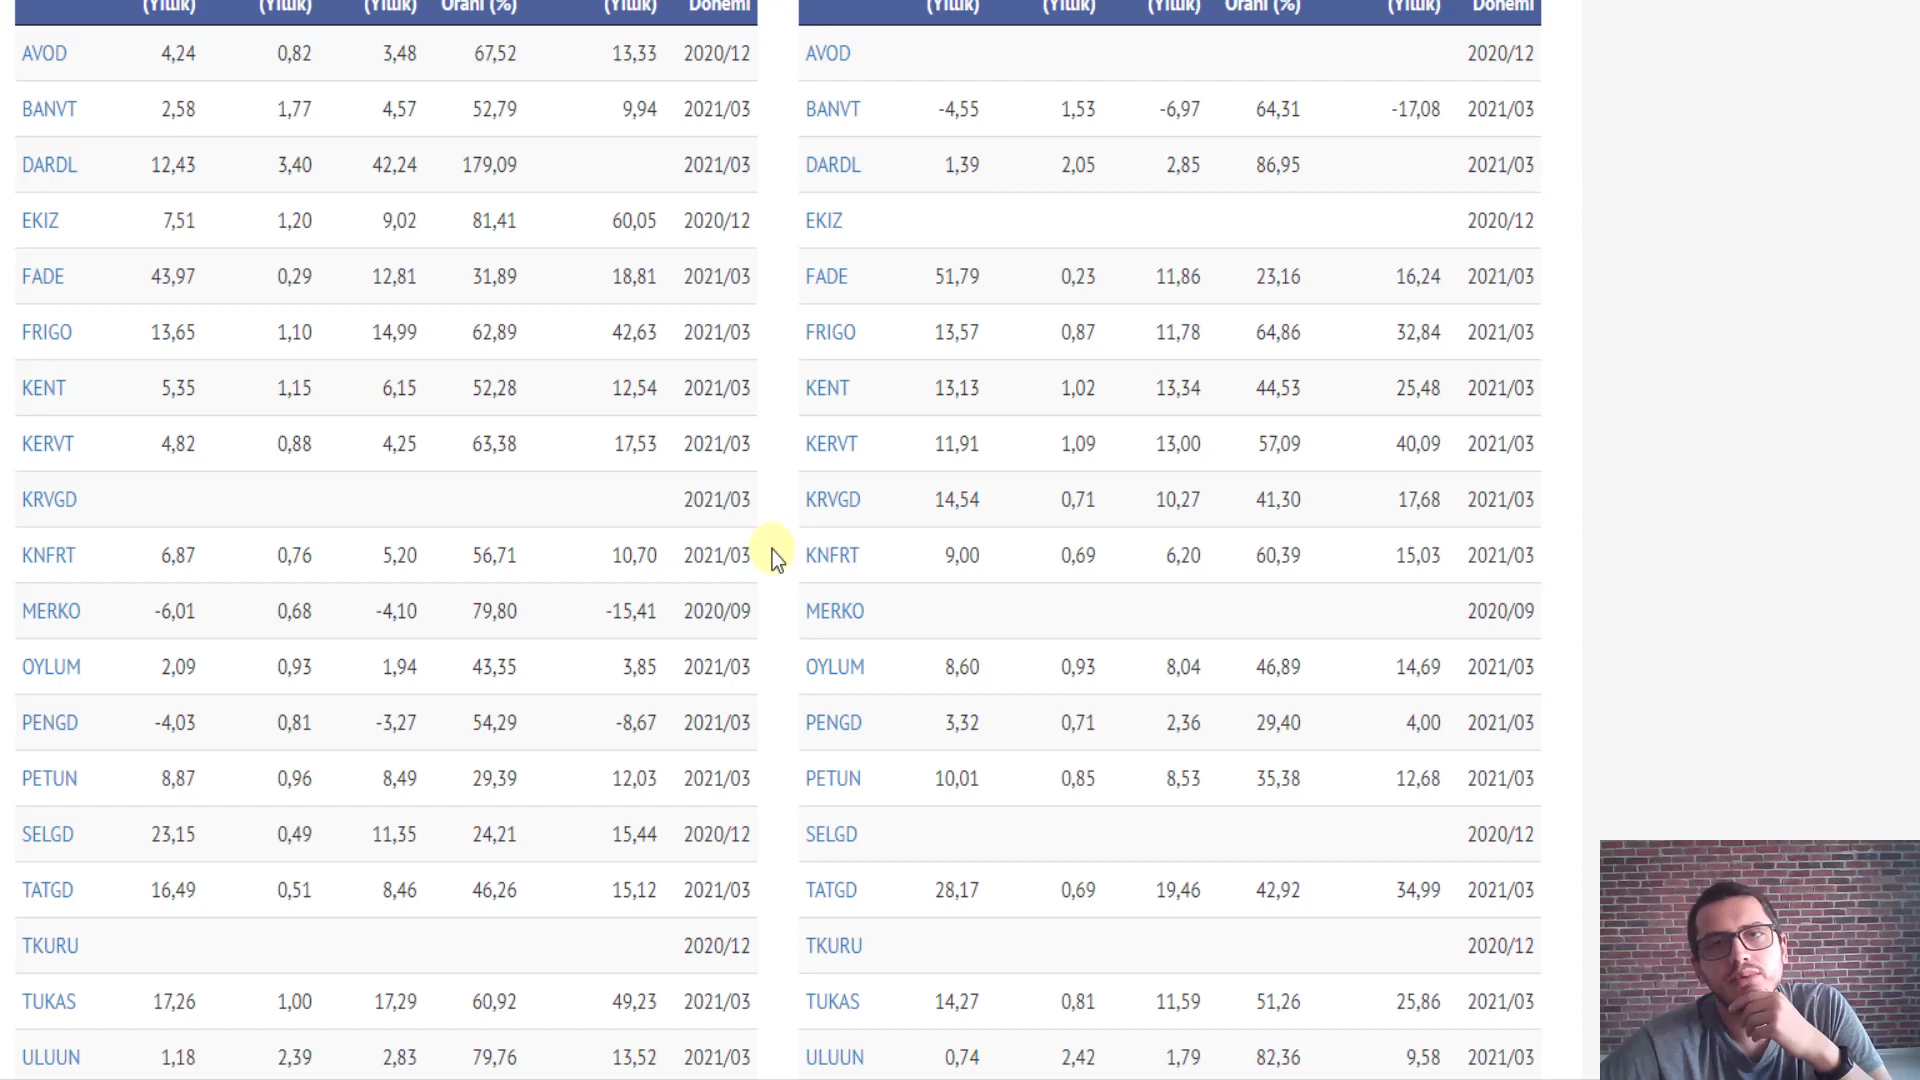 (Yıllık) (Yıllık) (Yıllık) Oranı (%) (Yıllık) Dönemi (Yıllık) (Yıllık) (Yıllık) Oranı (%) (Yıllık) Dönemi
AVOD 4,24 0,82 3,48 67,52 13,33 2020/12 AVOD 2020/12
BANVT 2,58 1,77 4,57 52,79 9,94 2021/03 BANVT -4,55 1,53 -6,97 64,31 -17,08 2021/03
DARDL 12,43 3,40 42,24 179,09 2021/03 DARDL 1,39 2,05 2,85 86,95 2021/03
EKIZ 7,51 1,20 9,02 81,41 60,05 2020/12 EKIZ 2020/12
FADE 43,97 0,29 12,81 31,89 18,81 2021/03 FADE 51,79 0,23 11,86 23,16 16,24 2021/03
FRIGO 13,65 1,10 14,99 62,89 42,63 2021/03 FRIGO 13,57 0,87 11,78 64,86 32,84 2021/03
KENT 5,35 1,15 6,15 52,28 12,54 2021/03 KENT 13,13 1,02 13,34 44,53 25,48 2021/03
KERVT 4,82 0,88 4,25 63,38 17,53 2021/03 KERVT 11,91 1,09 13,00 57,09 40,09 2021/03
KRVGD 2021/03 KRVGD 14,54 0,71 10,27 41,30 17,68 2021/03
KNFRT 6,87 0,76 5,20 56,71 10,70 2021/03 KNFRT 9,00 0,69 6,20 60,39 15,03 2021/03
MERKO -6,01 0,68 -4,10 79,80 -15,41 2020/09 MERKO 2020/09
OYLUM 2,09 0,93 1,94 43,35 3,85 2021/03 OYLUM 8,60 0,93 8,04 46,89 14,69 2021/03
PENGD -4,03 0,81 -3,27 54,29 -8,67 2021/03 PENGD 3,32 0,71 2,36 29,40 4,00 2021/03
PETUN 8,87 0,96 8,49 29,39 12,03 2021/03 PETUN 10,01 0,85 8,53 35,38 12,68 2021/03
SELGD 23,15 0,49 11,35 24,21 15,44 2020/12 SELGD 2020/12
TATGD 16,49 0,51 8,46 46,26 15,12 2021/03 TATGD 28,17 0,69 19,46 42,92 34,99 2021/03
TKURU 2020/12 TKURU 2020/12
TUKAS 17,26 1,00 17,29 60,92 49,23 2021/03 TUKAS 14,27 0,81 11,59 51,26 25,86 2021/03
ULUUN 1,18 2,39 2,83 79,76 13,52 2021/03 ULUUN 0,74 2,42 1,79 82,36 9,58 2021/03